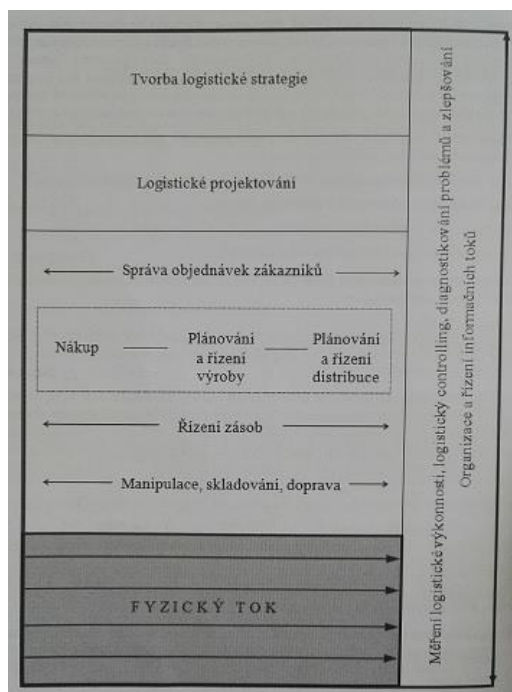 Tvorba logistické strategie
Logistické projektování
Správa objednávek zákazníků
Nákup
Plánování
a řízení
výroby
Plánování
a řízení
distribuce
Řízení zásob
Manipulace, skladování, doprava
FYZICKÝ TOK
Měření logistické výkonnosti, logistický controlling, diagnostikování problémů a zlepšování
Organizace a řízení informačních toků